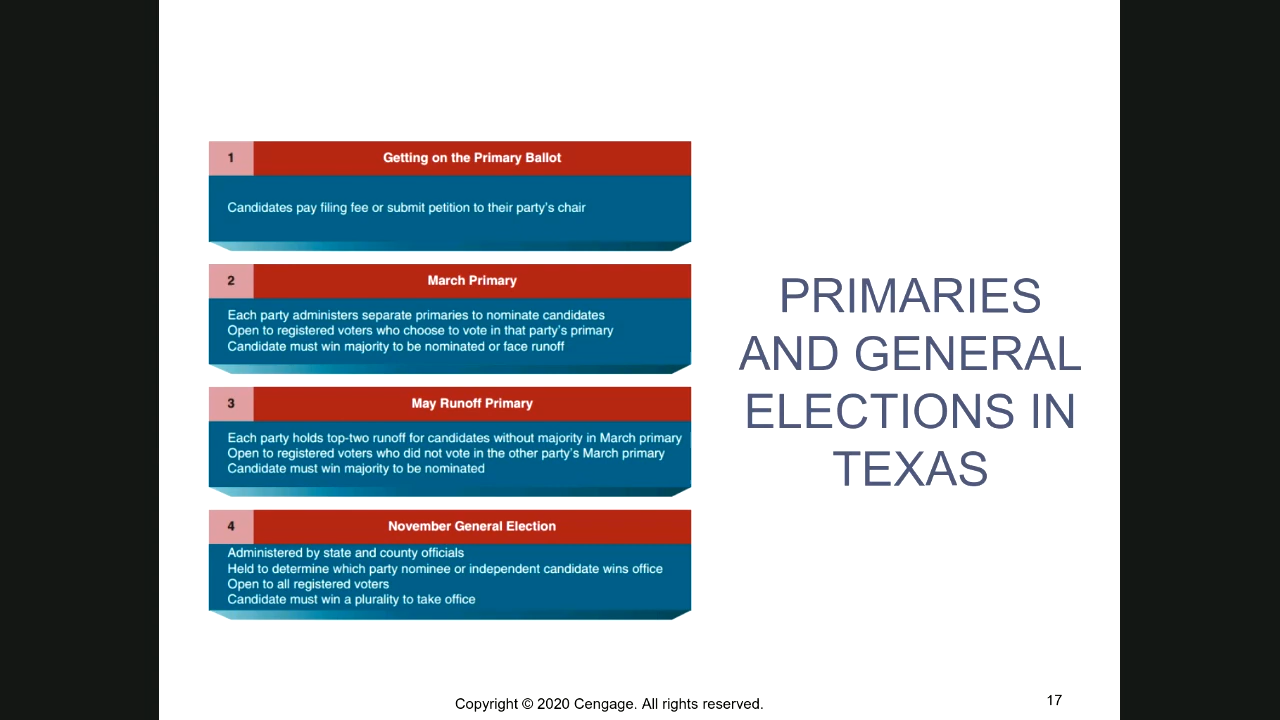 1
Getting on the Primary Ballot
Candidates pay filing fee or submit petition to their party's chair
2
March Primary
Each party administers separate primaries to nominate candidates
Open to registered voters who choose to vote in that party's primary
Candidate must win majority to be nominated or face runoff
3
May Runoff Primary
Each party holds top-two runoff for candidates without majority in March primary
Open to registered voters who did not vote in the other party's March primary
Candidate must win majority to be nominated
4
November General Election
Administered by state and county officials
Held to determine which party nominee or independent candidate wins office
Open to all registered voters
Candidate must win a plurality to take office
PRIMARIES
AND GENERAL
ELECTIONS IN
TEXAS
Copyright © 2020 Cengage. All rights reserved.
17